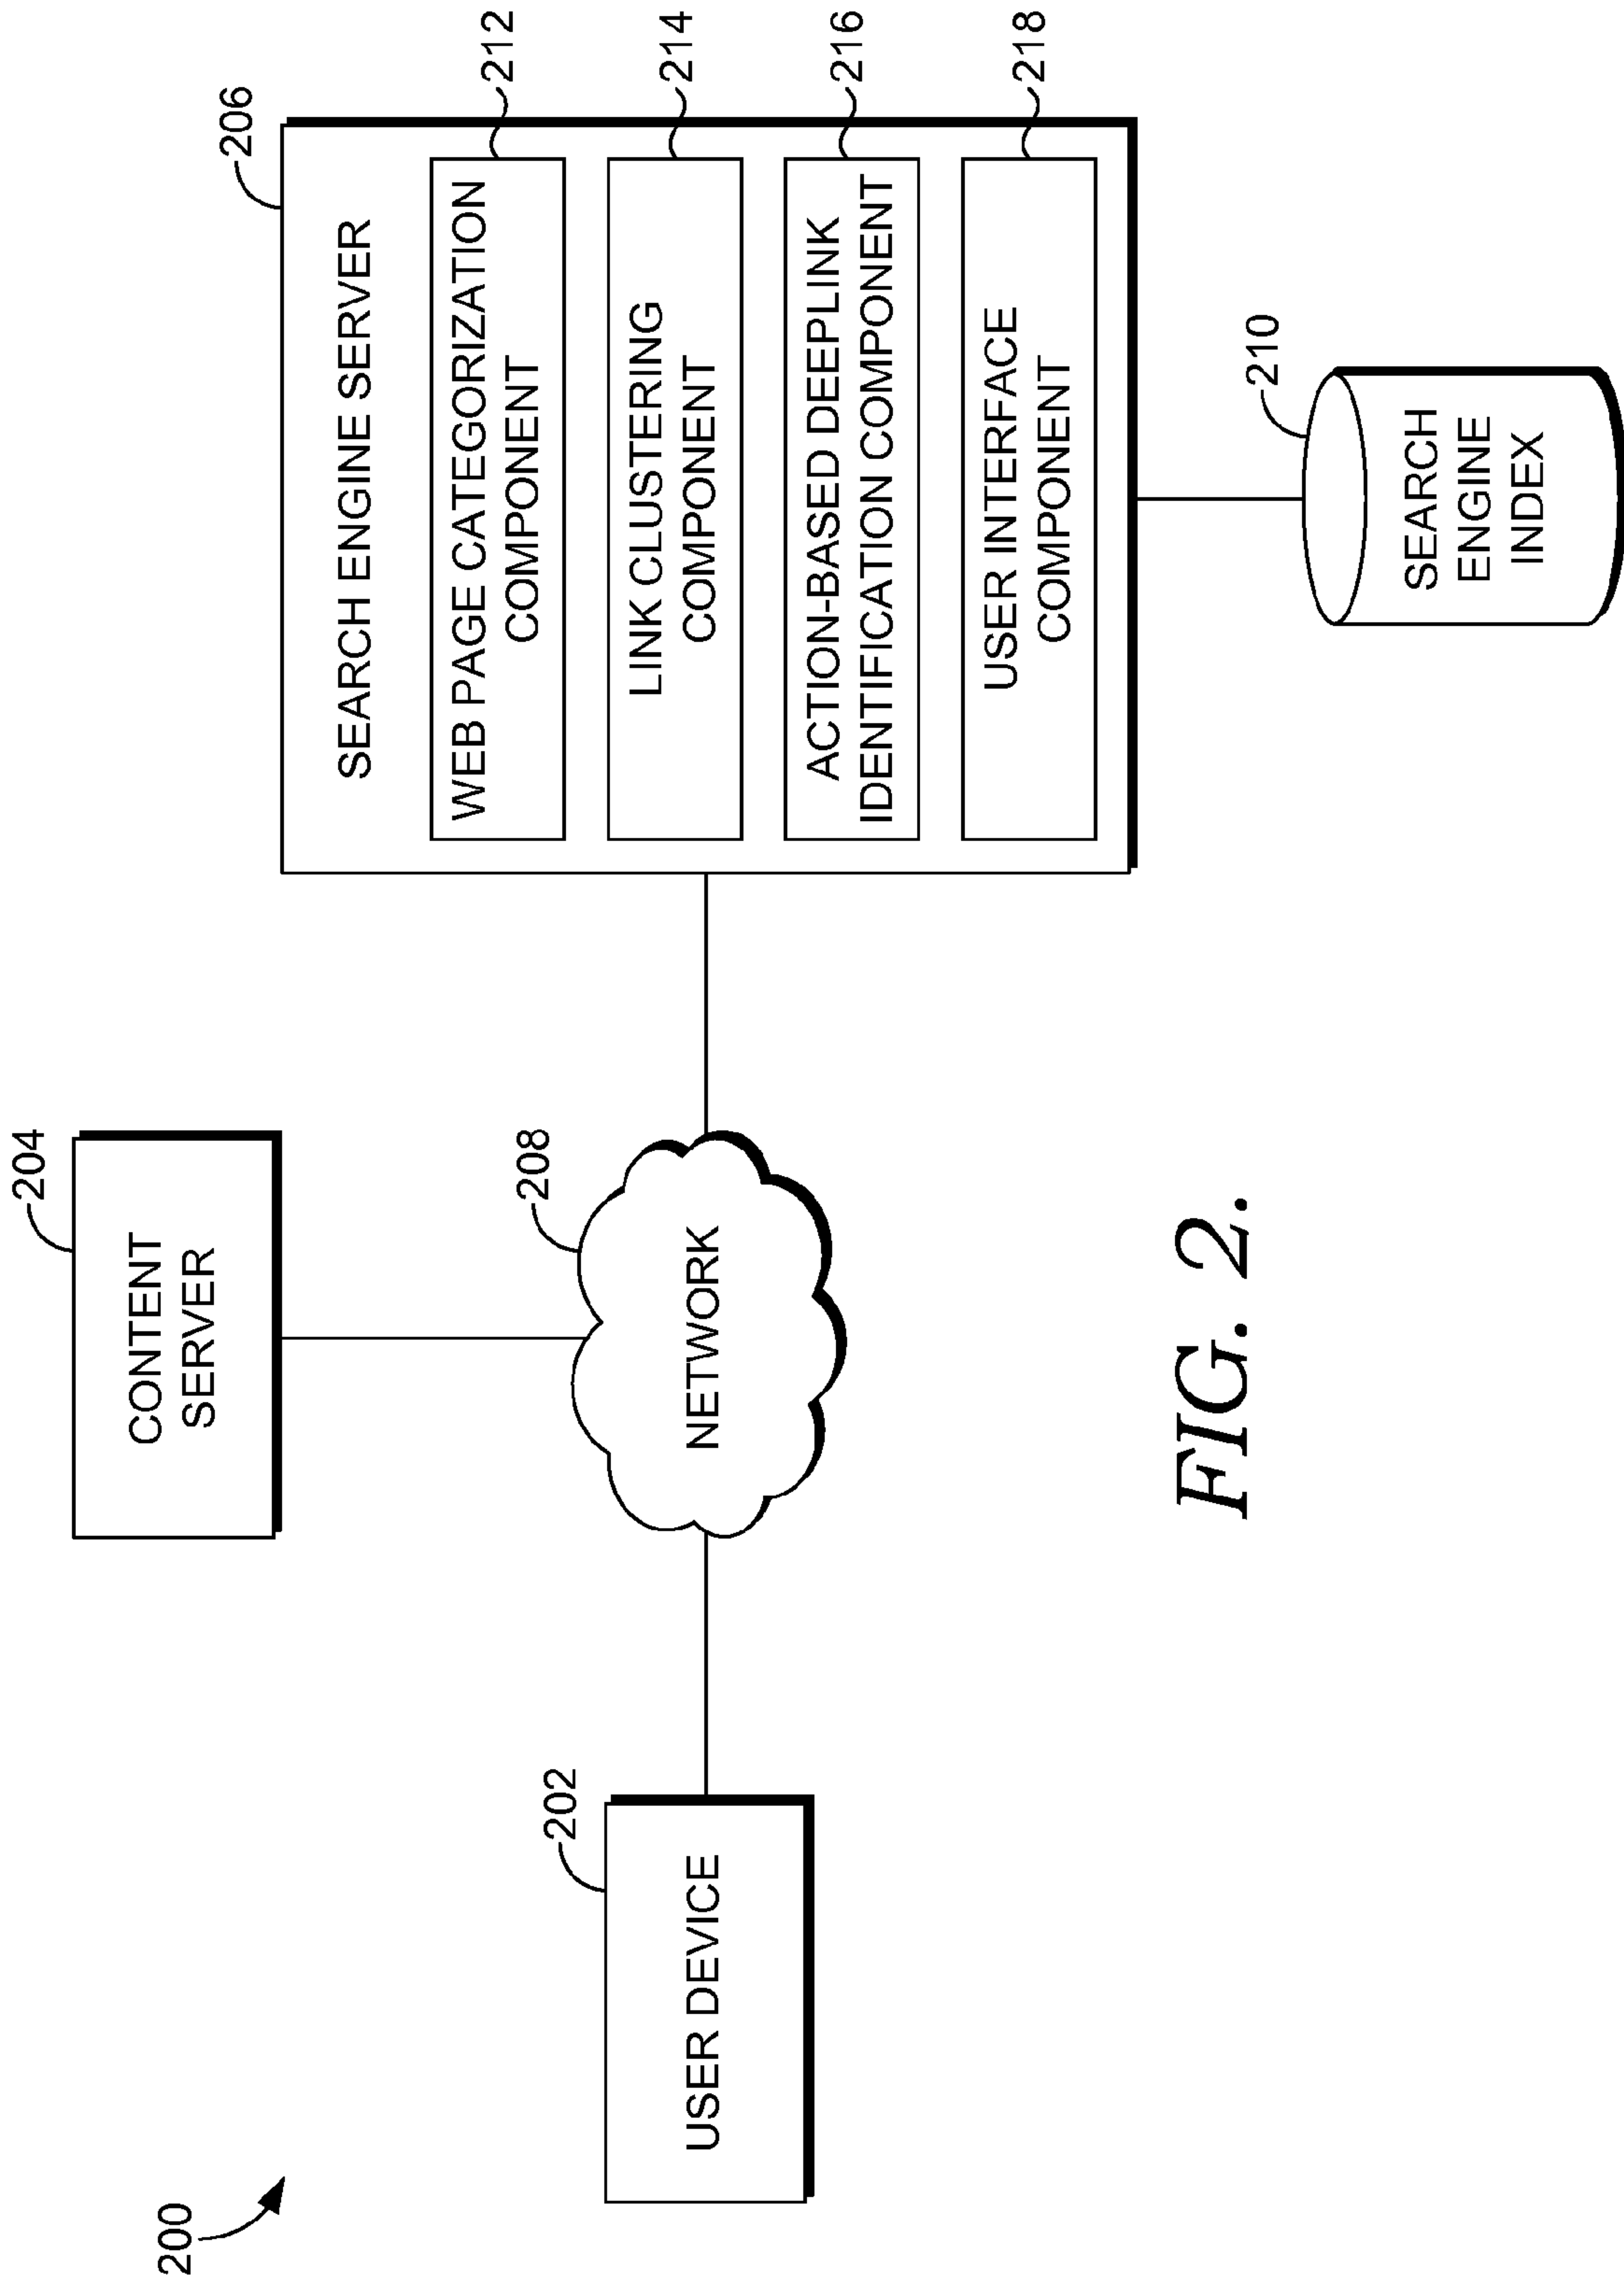 200
204
CONTENT
SERVER
206
SEARCH ENGINE SERVER
WEB PAGE CATEGORIZATION
COMPONENT
212
LINK CLUSTERING
COMPONENT
214
ACTION-BASED DEEPLINK
IDENTIFICATION COMPONENT
216
USER INTERFACE
COMPONENT
218
208
NETWORK
202
USER DEVICE
210
SEARCH
ENGINE
INDEX
FIG. 2.